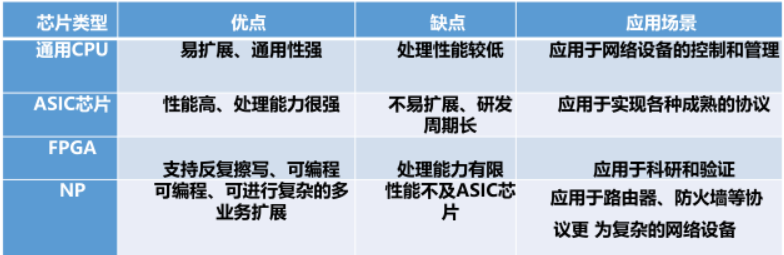 芯片类型 优点 缺点 应用场景
通用CPU 易扩展、通用性强 处理性能较低 应用于网络设备的控制和管理
ASIC芯片 性能高、处理能力很强 不易扩展、研发
周期长 应用于实现各种成熟的协议
FPGA 支持反复擦写、可编程 处理能力有限 应用于科研和验证
NP 可编程、可进行复杂的多
业务扩展 性能不及ASIC芯
片 应用于路由器、防火墙等协
议更 为复杂的网络设备